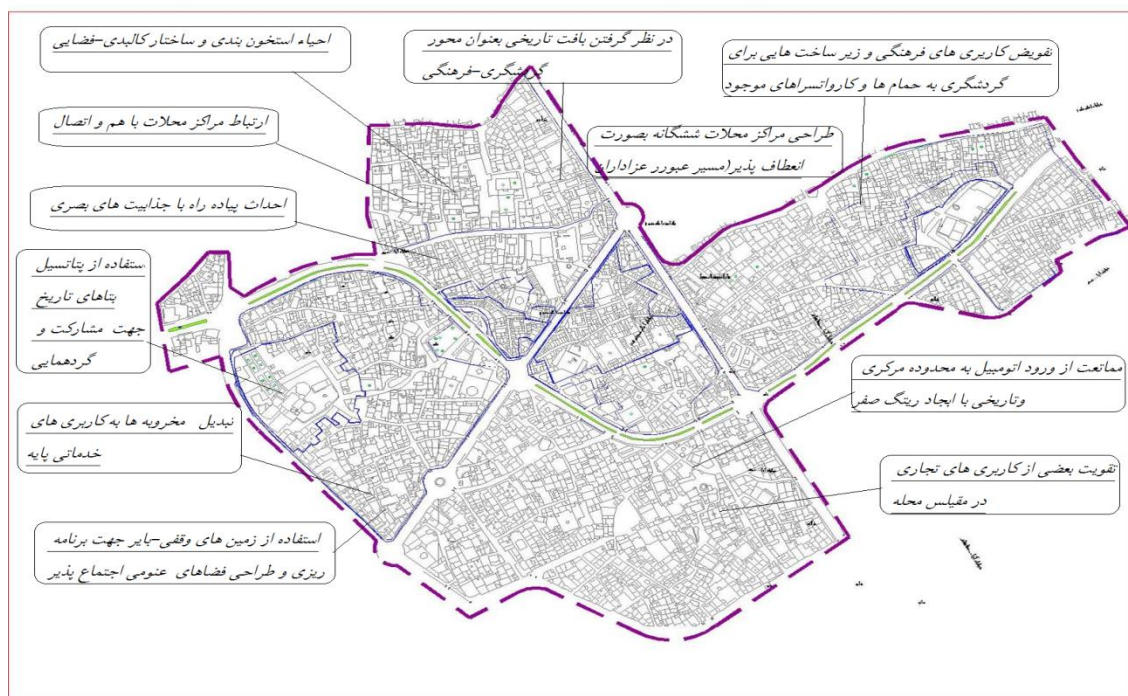 احیاء استخون بندی و ساختار کالبدی-فضایی
در نظر گرفتن بافت تاریخی بعنوان محور
گردشگری-فرهنگی
تفویض کاربری های فرهنگی و زیر ساخت هایی برای
گردشگری به حمام ها و کاروانسراهای موجود
ارتباط مراکز محلات با هم و اتصال
طراحی مراکز محلات ششگانه بصورت
انعطاف پذیر(مسیر عبورر عزاداران
احداث پیاده راه با جذابیت های بصری
ستفاده از پتاتسیل
بناهای تاریخ
جهت مشارکت و
گردهمایی
ممانعت از ورود اتومبیل به محدوده مرکزی
وتاریخی با ایجاد رینگ صفر
تبدیل مخروبه ها به کاربری های
خدماتی پایه
تقویت بعضی از کاربری های تجاری
در مقیاس محله
استفاده از زمین های وقفی-بایر جهت برنامه
ریزی و طراحی فضاهای عنومی اجتماع پذیر